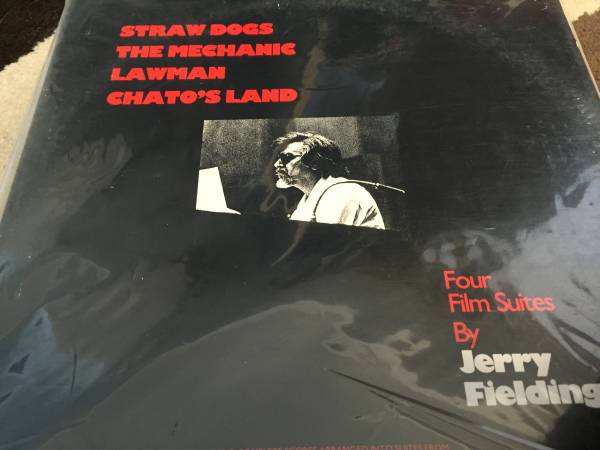 STRAW DOGS
THE MECHANIC
LAWMAN
CHATO'S LAND
Four
Film Suites
By
Jerry
Fielding